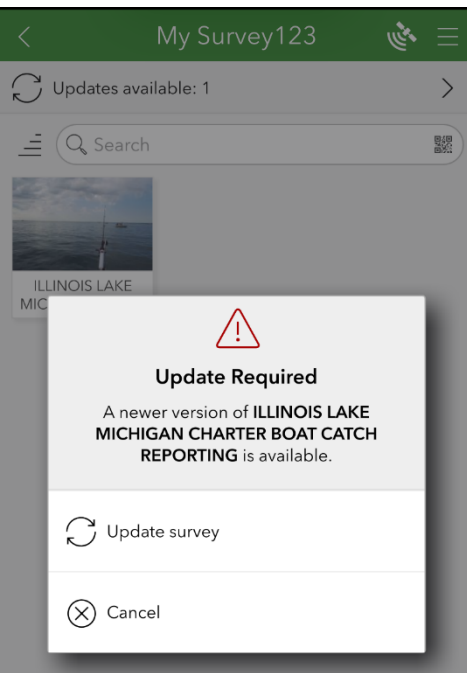 My Survey123
Updates available: 1
Search
ILLINOIS LAKE
MIC
Update Required
A newer version of ILLINOIS LAKE
MICHIGAN CHARTER BOAT CATCH
REPORTING is available.
Update survey
Cancel